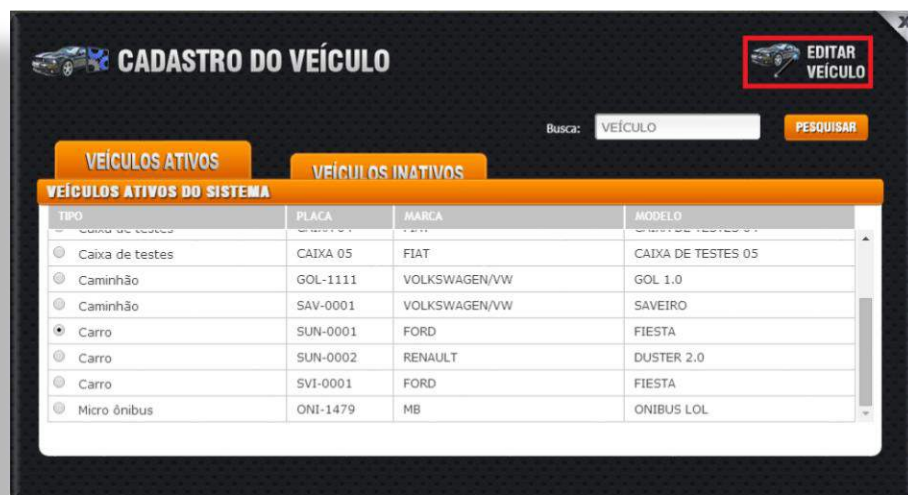 CADASTRO DO VEÍCULO
EDITAR
VEÍCULO
Busca: VEÍCULO PESQUISAR
VEÍCULOS ATIVOS VEÍCULOS INATIVOS
VEÍCULOS ATIVOS DO SISTEMA
TIPO PLACA MARCA MODELO
Caixa de testes CAIXA 05 FIAT CAIXA DE TESTES 05
Caminhão GOL-1111 VOLKSWAGEN/VW GOL 1.0
Caminhão SAV-0001 VOLKSWAGEN/VW SAVEIRO
Carro SUN-0001 FORD FIESTA
Carro SUN-0002 RENAULT DUSTER 2.0
Carro SVI-0001 FORD FIESTA
Micro ônibus ONI-1479 MB ONIBUS LOL